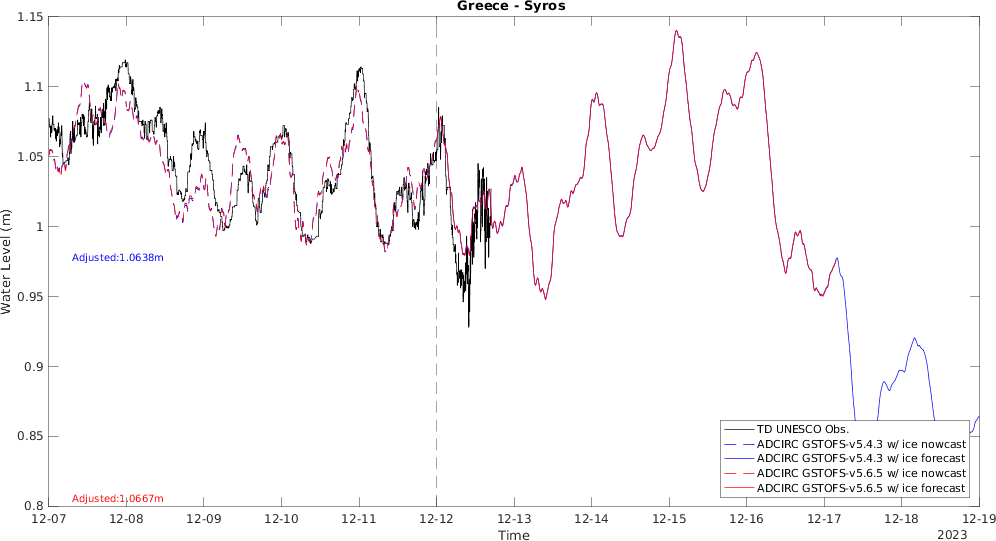 Greece - Syros
1.15
1.1
1.05
1
0.95
0.9
0.85
0.8
Water Level (m)
Adjusted:1.0638m
Adjusted:1.0667m
TD UNESCO Obs.
ADCIRC GSTOFS-v5.4.3 w/ ice nowcast
ADCIRC GSTOFS-v5.4.3 w/ ice forecast
ADCIRC GSTOFS-v5.6.5 w/ ice nowcast
ADCIRC GSTOFS-v5.6.5 w/ ice forecast
12-07 12-08 12-09 12-10 12-11 12-12 12-13 12-14 12-15 12-16 12-17 12-18 12-19
Time
2023